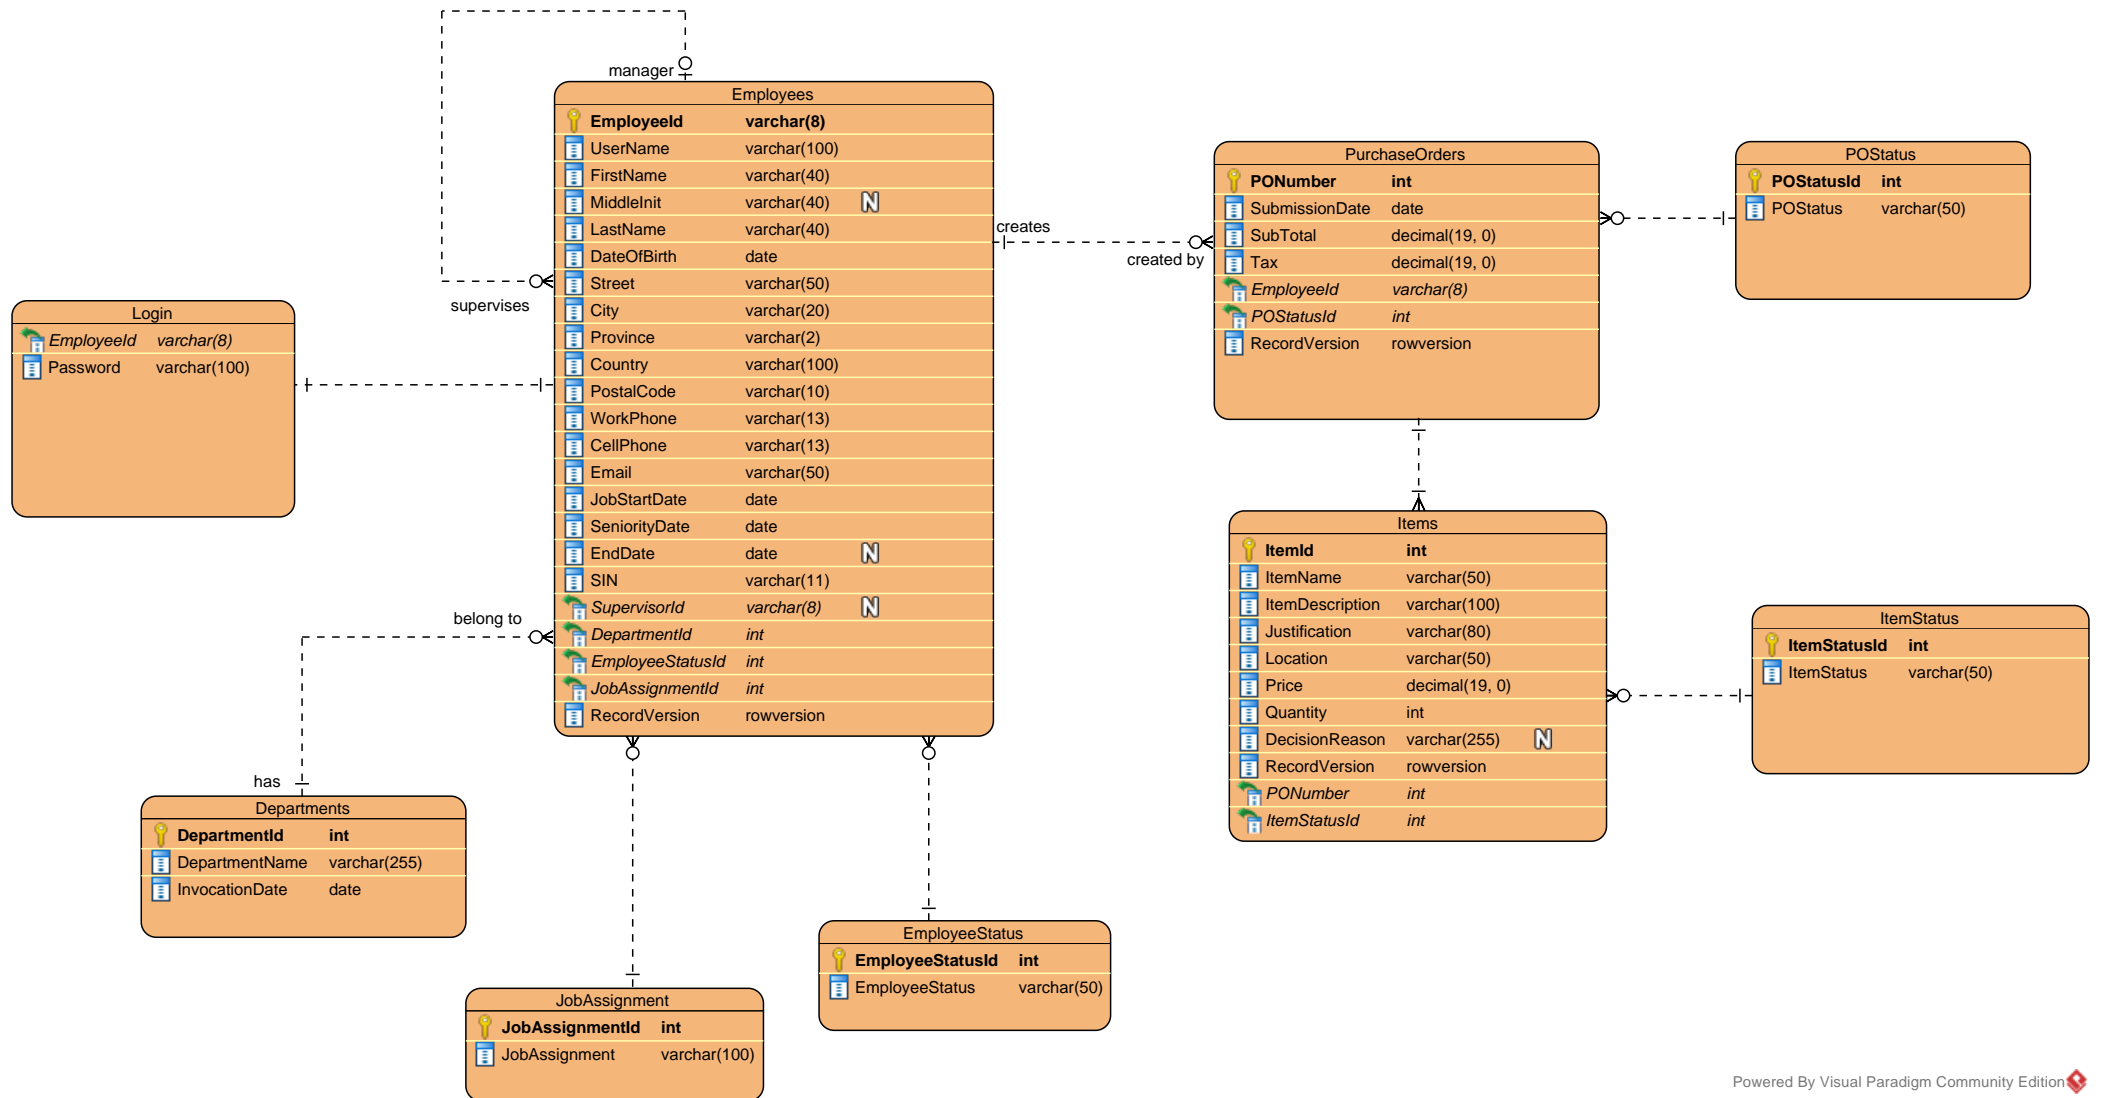 manager
supervises
Employees
EmployeeId varchar(8)
UserName varchar(100)
FirstName varchar(40)
MiddleInit varchar(40) N
LastName varchar(40)
DateOfBirth date
Street varchar(50)
City varchar(20)
Province varchar(2)
Country varchar(100)
PostalCode varchar(10)
WorkPhone varchar(13)
CellPhone varchar(13)
Email varchar(50)
JobStartDate date
SeniorityDate date
EndDate date N
SIN varchar(11)
SupervisorId varchar(8) N
DepartmentId int
EmployeeStatusId int
JobAssignmentId int
RecordVersion rowversion
creates
created by
PurchaseOrders
PONumber int
SubmissionDate date
SubTotal decimal(19, 0)
Tax decimal(19, 0)
EmployeeId varchar(8)
POStatusId int
RecordVersion rowversion
POStatus
POStatusId int
POStatus varchar(50)
Login
EmployeeId varchar(8)
Password varchar(100)
Items
ItemId int
ItemName varchar(50)
ItemDescription varchar(100)
Justification varchar(80)
Location varchar(50)
Price decimal(19, 0)
Quantity int
DecisionReason varchar(255) N
RecordVersion rowversion
PONumber int
ItemStatusId int
ItemStatus
ItemStatusId int
ItemStatus varchar(50)
belong to
has
Departments
DepartmentId int
DepartmentName varchar(255)
InvocationDate date
EmployeeStatus
EmployeeStatusId int
EmployeeStatus varchar(50)
JobAssignment
JobAssignmentId int
JobAssignment varchar(100)
Powered By Visual Paradigm Community Edition